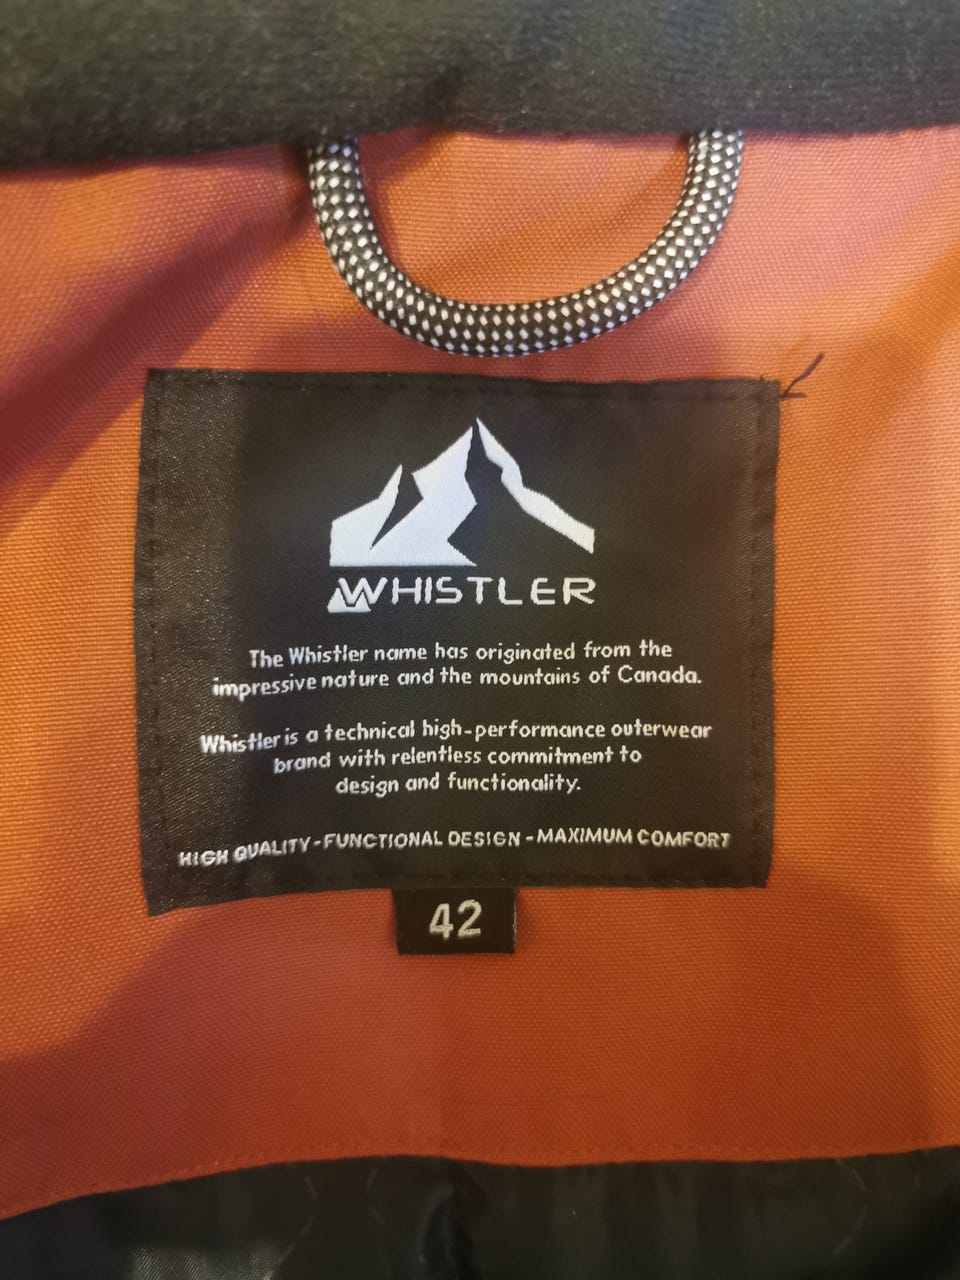 WHISTLER
The Whistler name has originated from the
impressive nature and the mountains of Canada.
Whistler is a technical high-performance outerwear
brand with relentless commitment to
design and functionality.
HIGH QUALITY-FUNCTIONAL DESIGN-MAXIMUM COMFORT
42